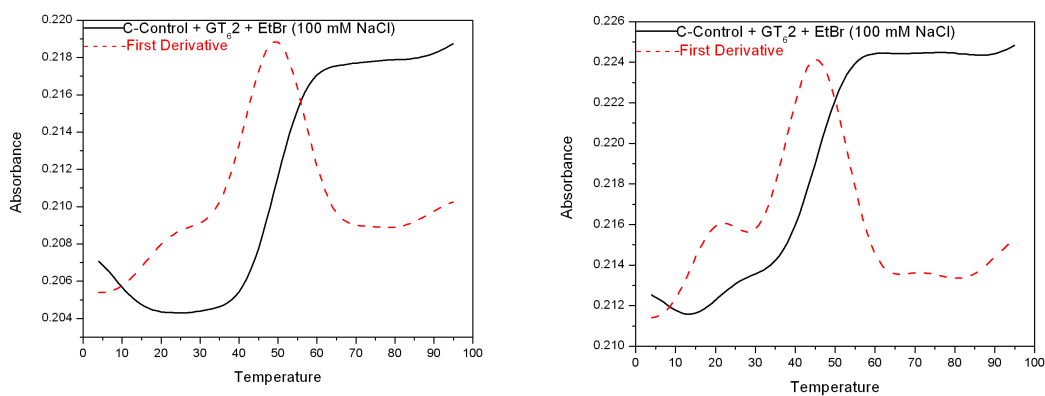 0.220
0.218
0.216
0.214
0.212
0.210
0.208
0.206
0.204
Absorbance
C-Control + GT₆2 + EtBr (100 mM NaCl)
First Derivative
0 10 20 30 40 50 60 70 80 90 100
Temperature
0.226
0.224
0.222
0.220
0.218
0.216
0.214
0.212
0.210
Absorbance
C-Control + GT₆2 + EtBr (100 mM NaCl)
First Derivative
0 10 20 30 40 50 60 70 80 90 100
Temperature